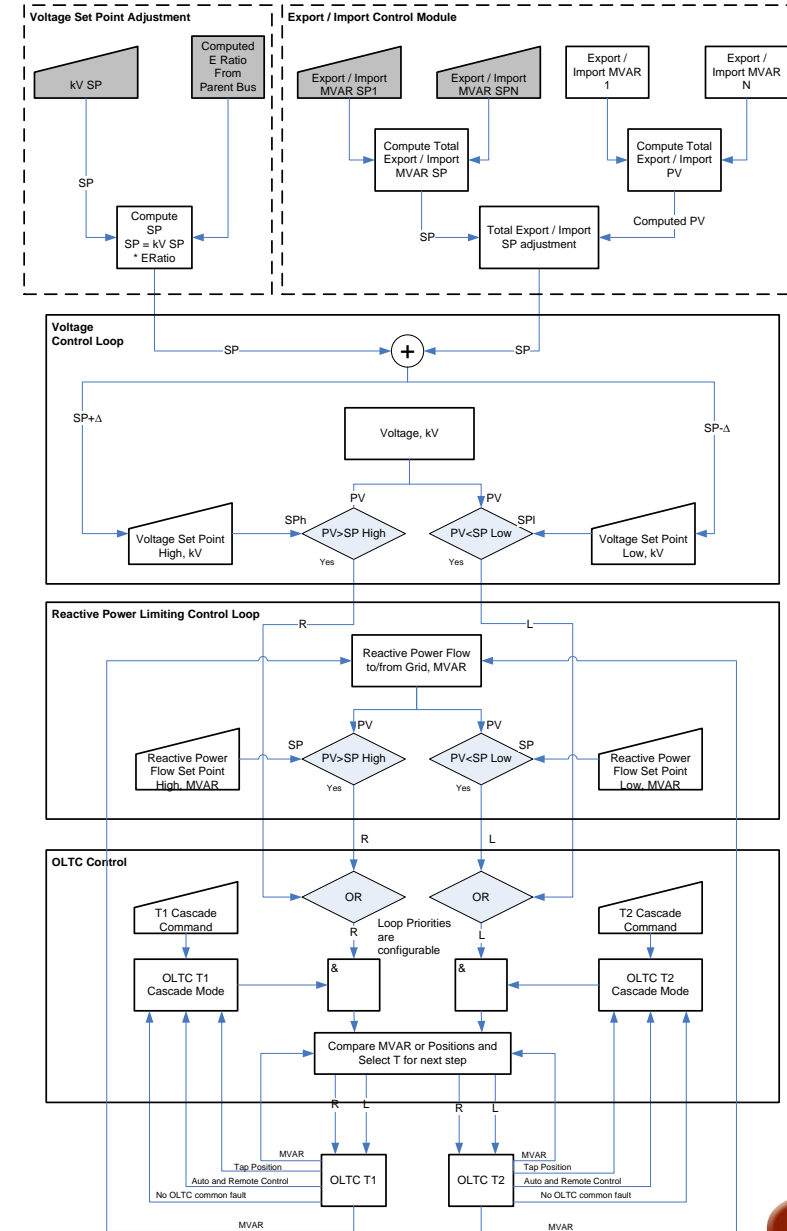 Voltage Set Point Adjustment
kV SP
Computed
E Ratio
From
Parent Bus
SP
Compute
SP
SP = kV SP
* ERatio
Export / Import Control Module
Export / Import
MVAR SP1
Export / Import
MVAR SPN
Export /
Import MVAR
1
Export /
Import MVAR
N
Compute Total
Export / Import
MVAR SP
Compute Total
Export / Import
PV
SP
Computed PV
Total Export / Import
SP adjustment
Voltage
Control Loop
SP
+
SP
SP+Δ
SP-Δ
Voltage, kV
PV
PV
Voltage Set Point
High, kV
SPh
PV>SP High
Yes
PV<SP Low
Yes
SPl
Voltage Set Point
Low, kV
Reactive Power Limiting Control Loop
R
L
Reactive Power Flow
to/from Grid, MVAR
PV
PV
Reactive Power
Flow Set Point
High, MVAR
SP
PV>SP High
Yes
PV<SP Low
Yes
SP
Reactive Power
Flow Set Point
Low, MVAR
R
L
OLTC Control
T1 Cascade
Command
OR
OR
T2 Cascade
Command
R
Loop Priorities
are
configurable
L
OLTC T1
Cascade Mode
&
&
OLTC T2
Cascade Mode
Compare MVAR or Positions and
Select T for next step
R
L
R
L
MVAR
Tap Position
Auto and Remote Control
No OLTC common fault
OLTC T1
OLTC T2
MVAR
Tap Position
Auto and Remote Control
No OLTC common fault
MVAR
MVAR